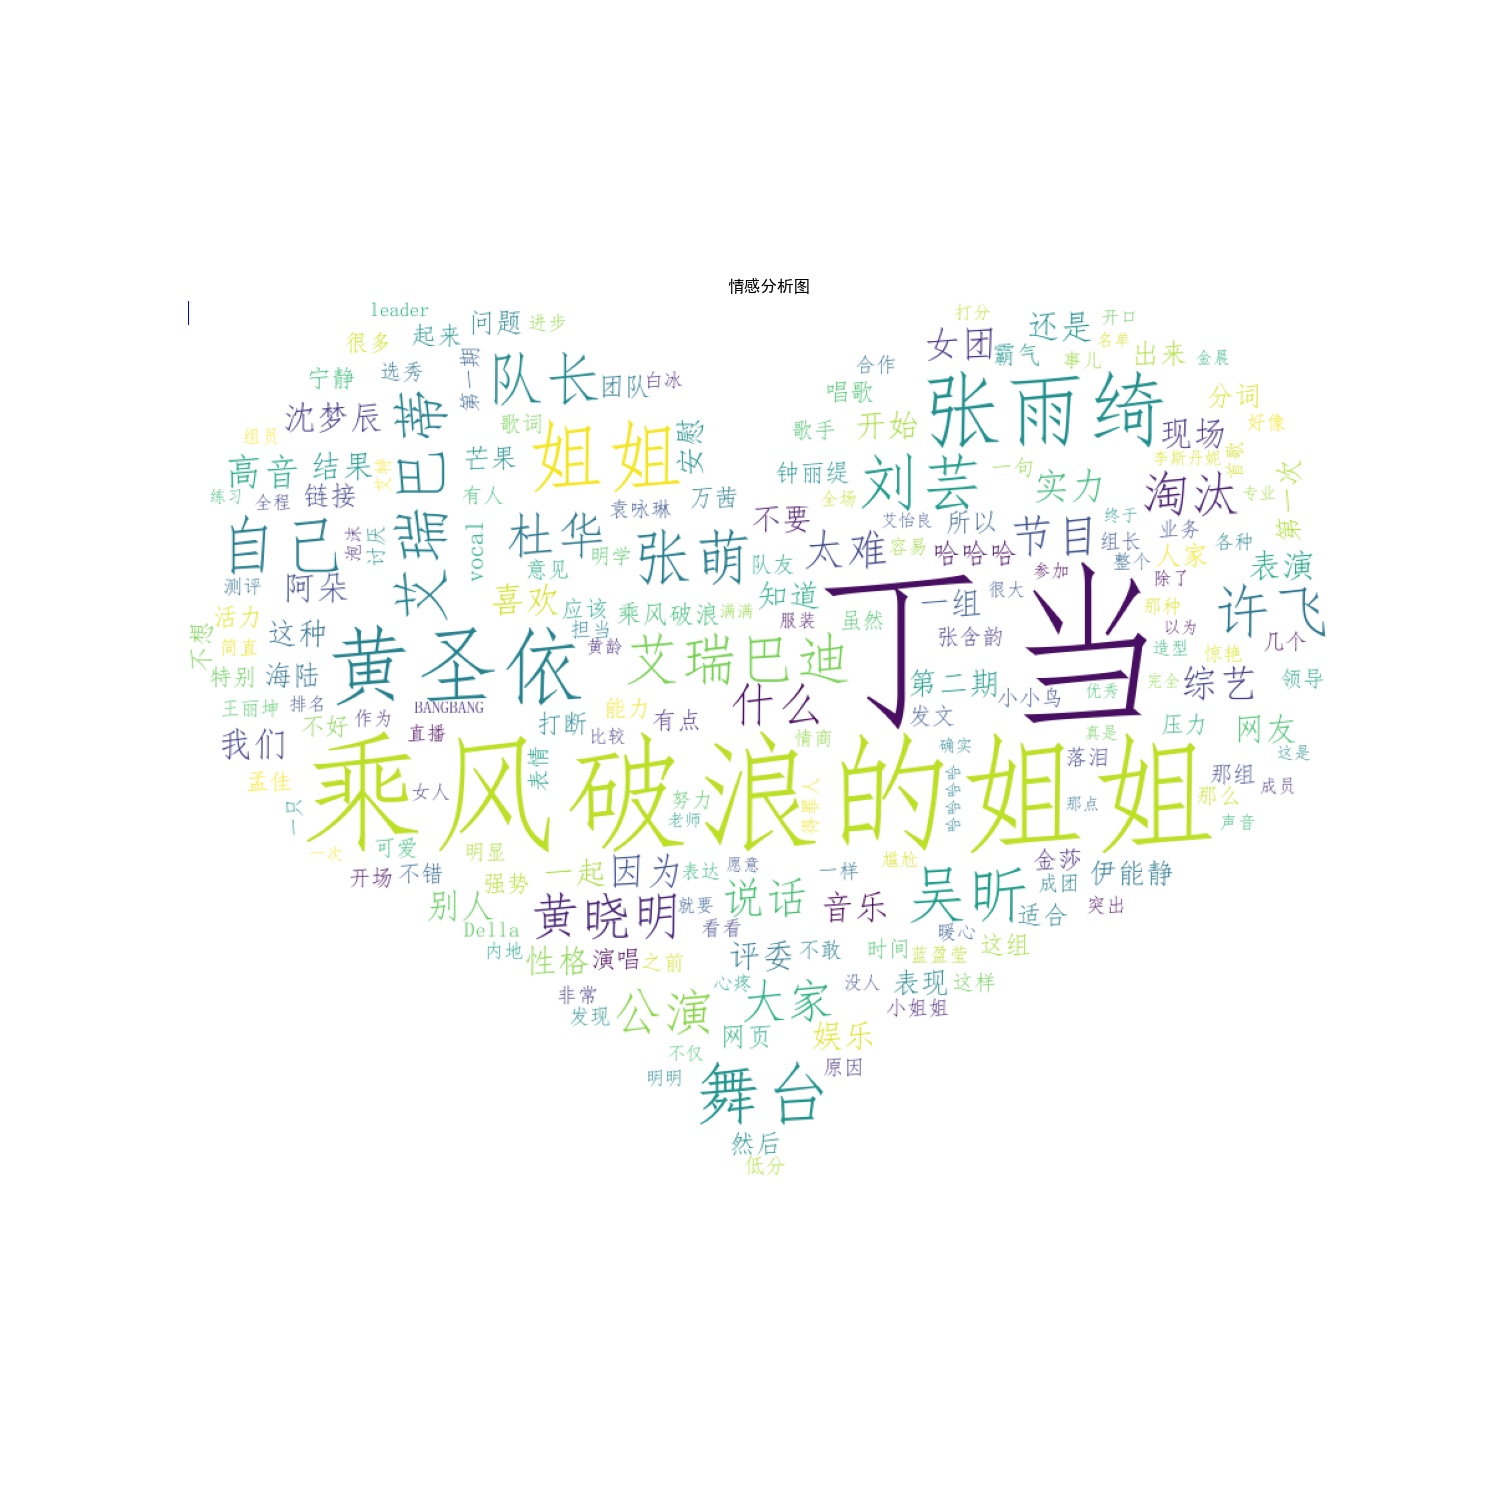 情感分析图
leader
打分
很多
起来
问题
进步
女团
还是
开口
名单
霸气
事儿
出来
金晨
宁静
选秀
第一期
队长
团队
白冰
合作
唱歌
张雨绮
分词
沈梦辰
艾瑞巴蒂
歌词
姐姐
安慰
歌手
开始
现场
好像
组员
高音
结果
艾特
芒果
钟丽缇
刘芸
一句
实力
李斯丹妮
首歌
淘汰
专业
第一次
练习
全程
链接
有人
袁咏琳
万茜
全场
自己
泡沫
讨厌
vocal
杜华
明学
意见
张萌
不要
队友
太难
容易
艾怡良
所以
哈哈哈
节目
终于
组长
整个
业务
人家
各种
表演
测评
阿朵
喜欢
应该
乘风破浪
满满
知道
服装
虽然
丁当
一组
很大
参加
除了
那种
以为
许飞
活力
不想
简直
这种
担当
黄龄
张含韵
造型
惊艳
几个
特别
海陆
黄圣依
艾瑞巴迪
第二期
小小鸟
优秀
完全
综艺
领导
王丽坤
排名
BANGBANG
能力
什么
发文
不好
作为
直播
打断
有点
比较
情商
确实
真是
压力
网友
我们
乘风破浪的姐姐
落泪
这是
孟佳
女人
表情
得罪人
哈哈哈哈
那组
成员
一只
努力
老师
那点
那么
声音
可爱
明显
一次
开场
不错
强势
一起
因为
表达
愿意
一样
尴尬
金莎
成团
伊能静
别人
黄晓明
就要
说话
音乐
吴昕
适合
突出
Della
看看
暖心
内地
性格
演唱
之前
评委
不敢
时间
蓝盈莹
这组
非常
心疼
没人
表现
这样
发现
公演
大家
小姐姐
网页
娱乐
不仅
明明
舞台
原因
然后
低分